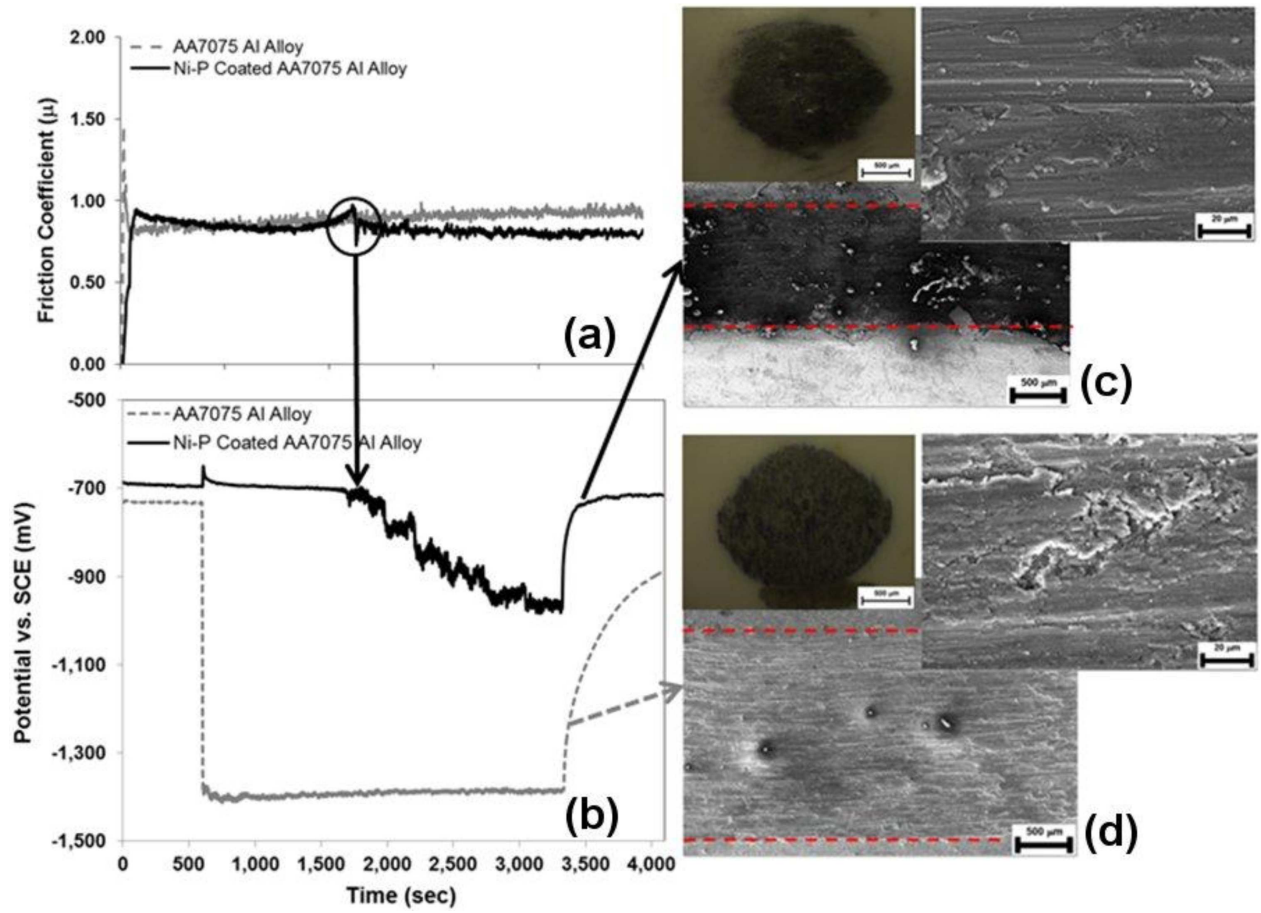 2.00
1.50
1.00
0.50
0.00
Friction Coefficient (μ)
AA7075 Al Alloy
Ni-P Coated AA7075 Al Alloy
(a)
-500
-700
-900
-1,100
-1,300
-1,500
Potential vs. SCE (mV)
AA7075 Al Alloy
Ni-P Coated AA7075 Al Alloy
(b)
0
500
1,000
1,500
2,000
2,500
3,000
3,500
4,000
Time (sec)
600 μm
20 μm
500 μm
(c)
600 μm
20 μm
500 μm
(d)